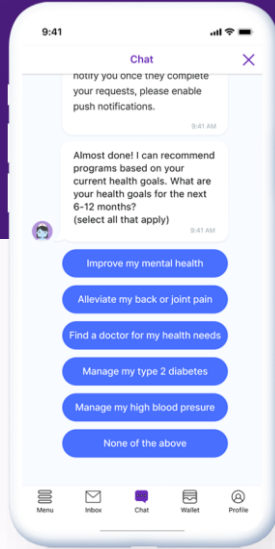 9:41
Chat
notify you once they complete
your requests, please enable
push notifications.
9:41 AM
Almost done! I can recommend
programs based on your
current health goals. What are
your health goals for the next
6-12 months?
(select all that apply)
9:41 AM
Improve my mental health
Alleviate my back or joint pain
Find a doctor for my health needs
Manage my type 2 diabetes
Manage my high blood presure
None of the above
Menu
Inbox
Chat
Wallet
Profile